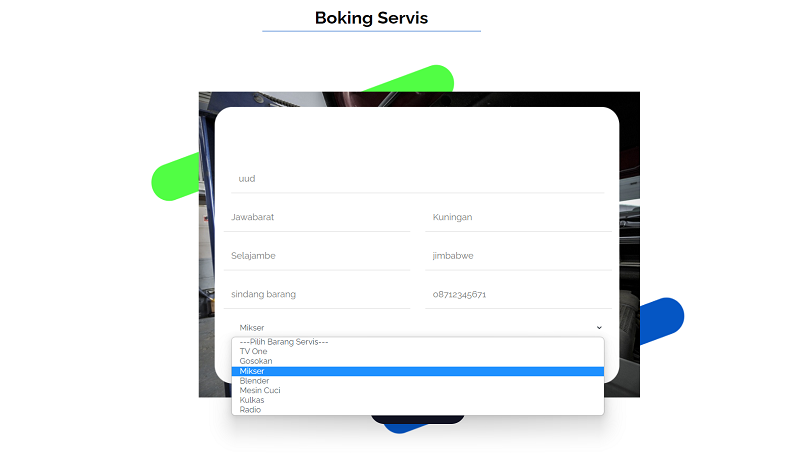 Boking Servis
uud
Jawabarat
Kuningan
Selajambe
jimbabwe
sindang barang
08712345671
Mikser
---Pilih Barang Servis---
TV One
Gosokan
Mikser
Blender
Mesin Cuci
Kulkas
Radio